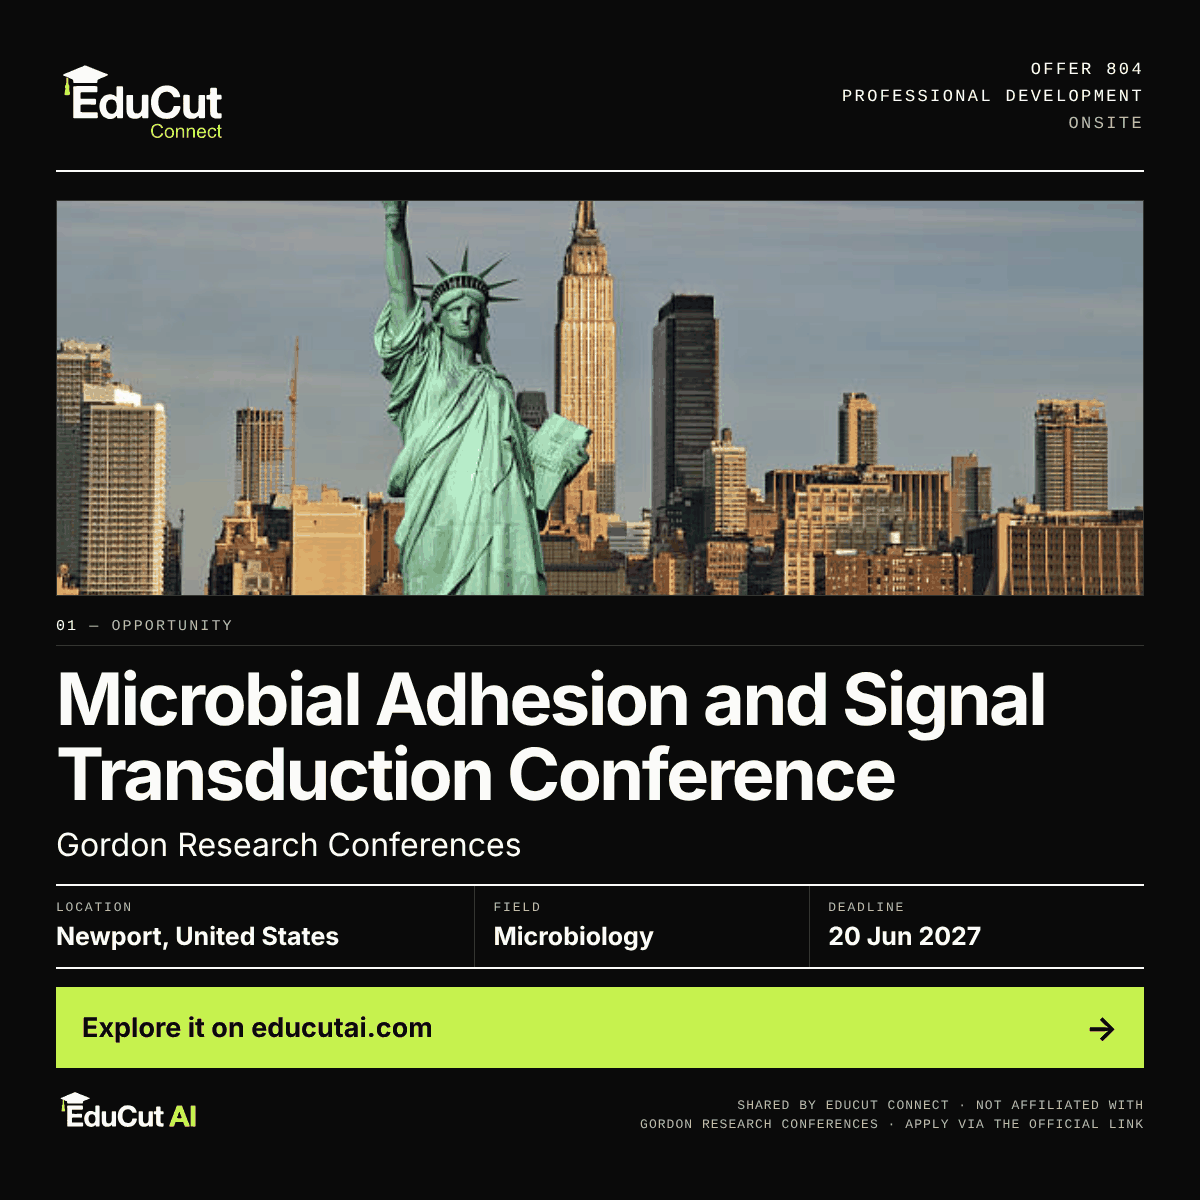 EduCut
Connect
OFFER 804
PROFESSIONAL DEVELOPMENT
ONSITE
01 — OPPORTUNITY
Microbial Adhesion and Signal
Transduction Conference
Gordon Research Conferences
LOCATION
Newport, United States
FIELD
Microbiology
DEADLINE
20 Jun 2027
Explore it on educutai.com →
EduCut AI
SHARED BY EDUCUT CONNECT · NOT AFFILIATED WITH
GORDON RESEARCH CONFERENCES · APPLY VIA THE OFFICIAL LINK